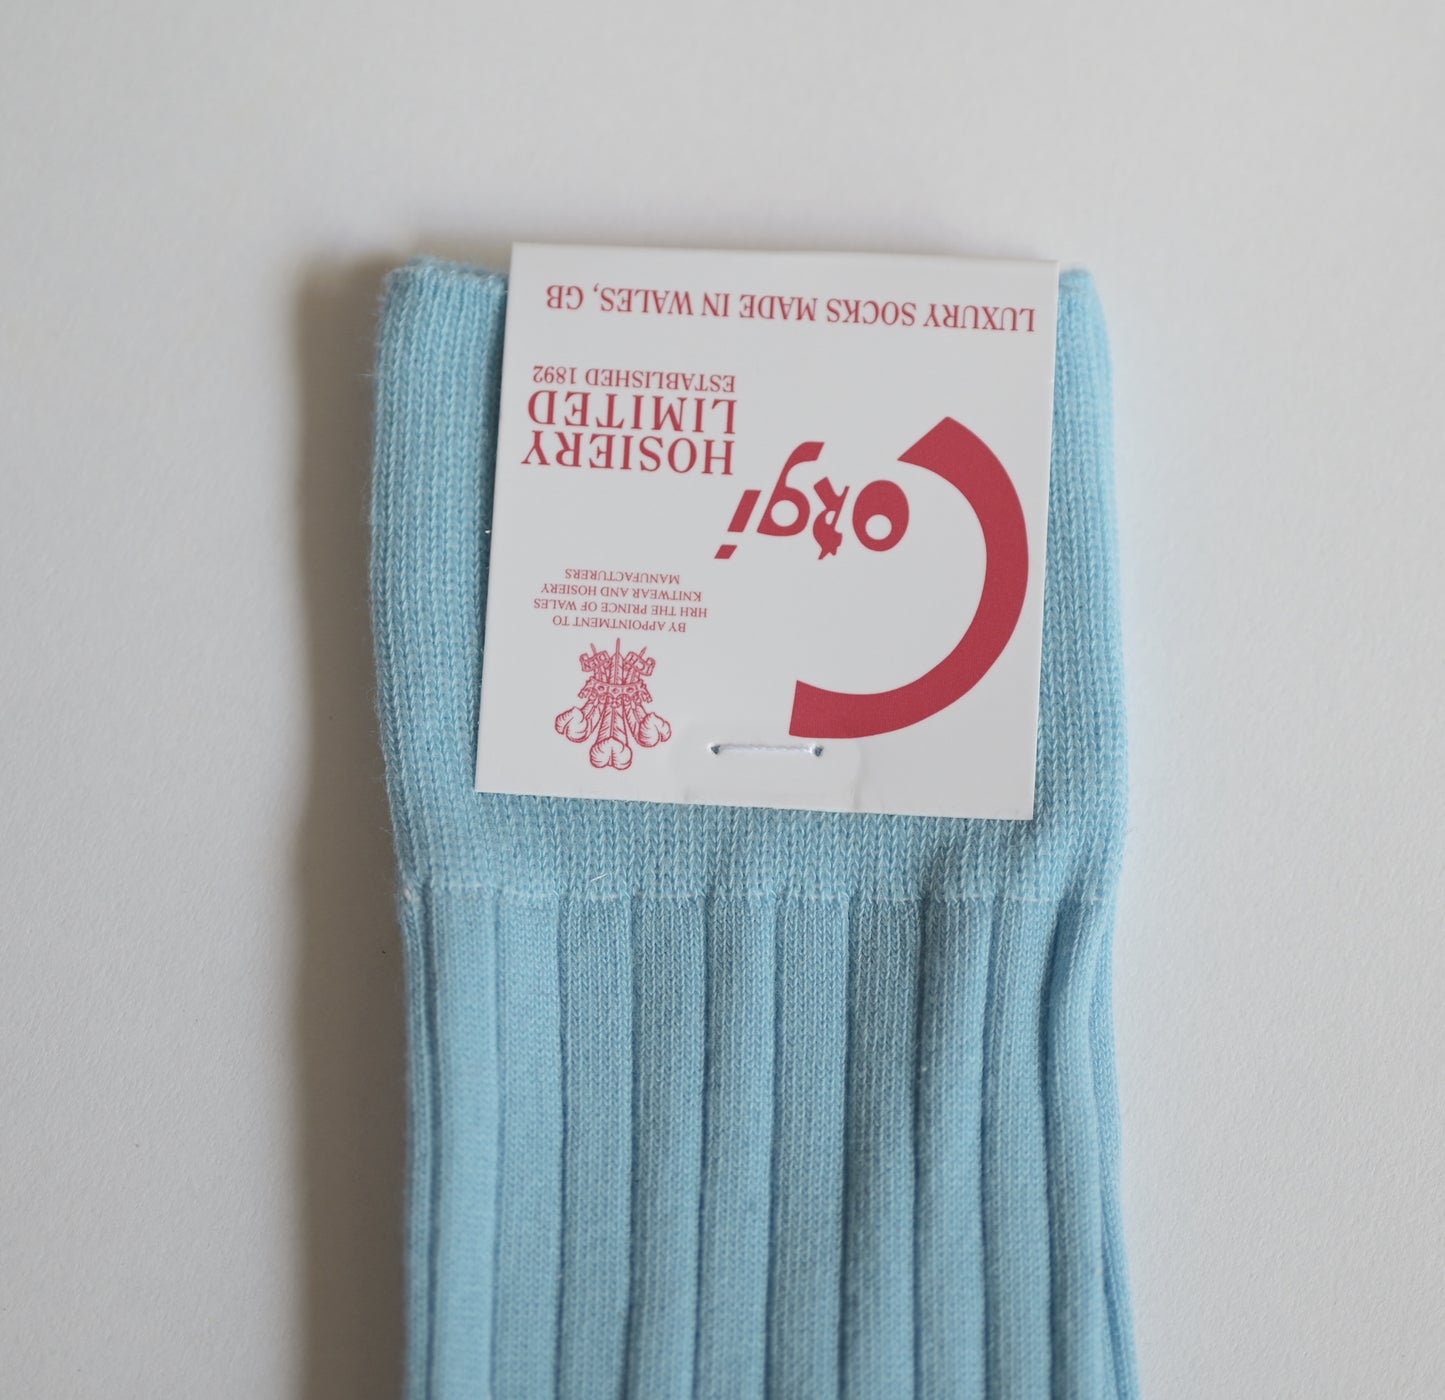 BY APPOINTMENT TO
HRH THE PRINCE OF WALES
KNITWEAR AND HOSIERY
MANUFACTURERS
Corgi
HOSIERY
LIMITED
ESTABLISHED 1892
LUXURY SOCKS MADE IN WALES, GB